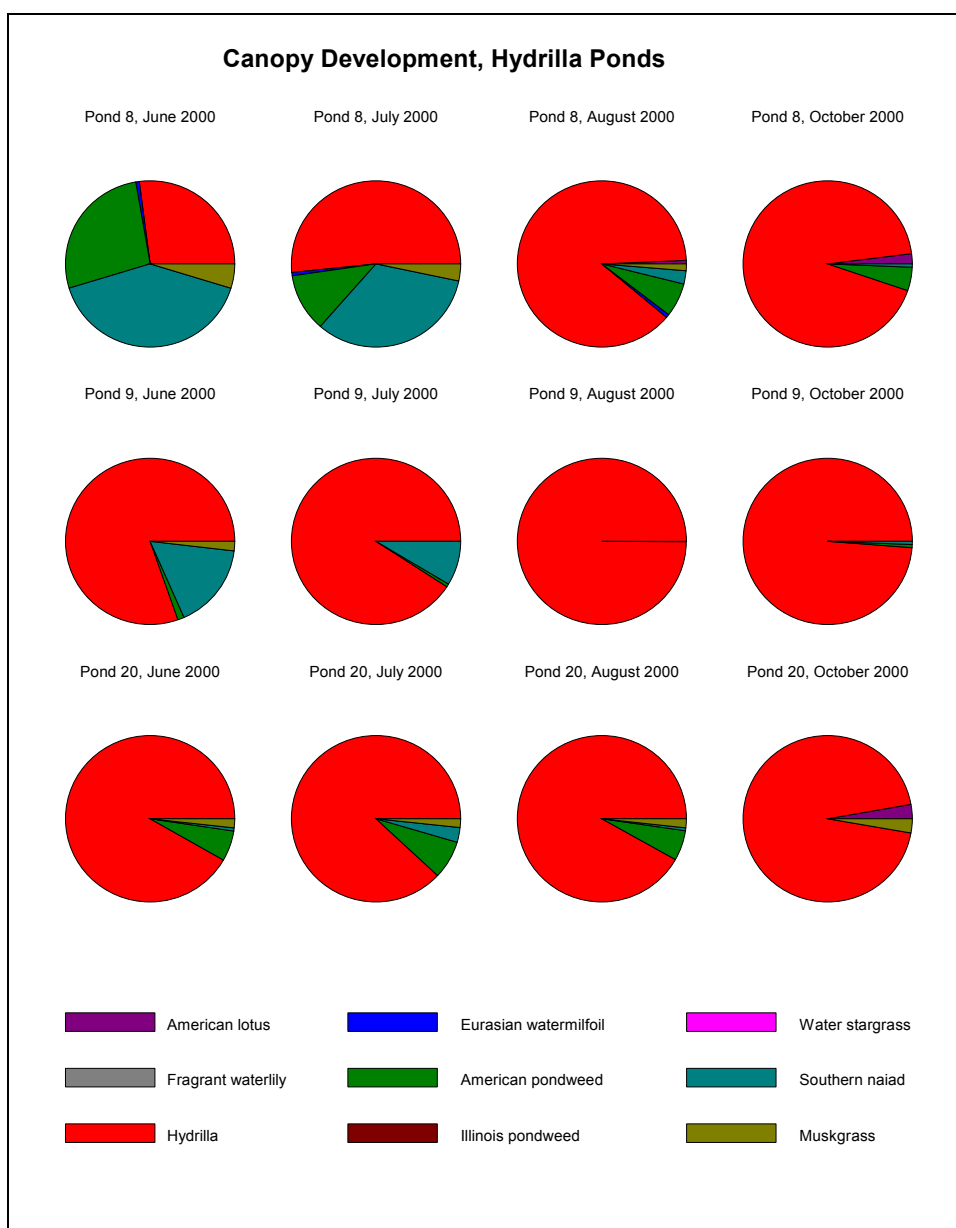 Canopy Development, Hydrilla Ponds
Pond 8, June 2000
Pond 8, July 2000
Pond 8, August 2000
Pond 8, October 2000
Pond 9, June 2000
Pond 9, July 2000
Pond 9, August 2000
Pond 9, October 2000
Pond 20, June 2000
Pond 20, July 2000
Pond 20, August 2000
Pond 20, October 2000
American lotus
Eurasian watermilfoil
Water stargrass
Fragrant waterlily
American pondweed
Southern naiad
Hydrilla
Illinois pondweed
Muskgrass